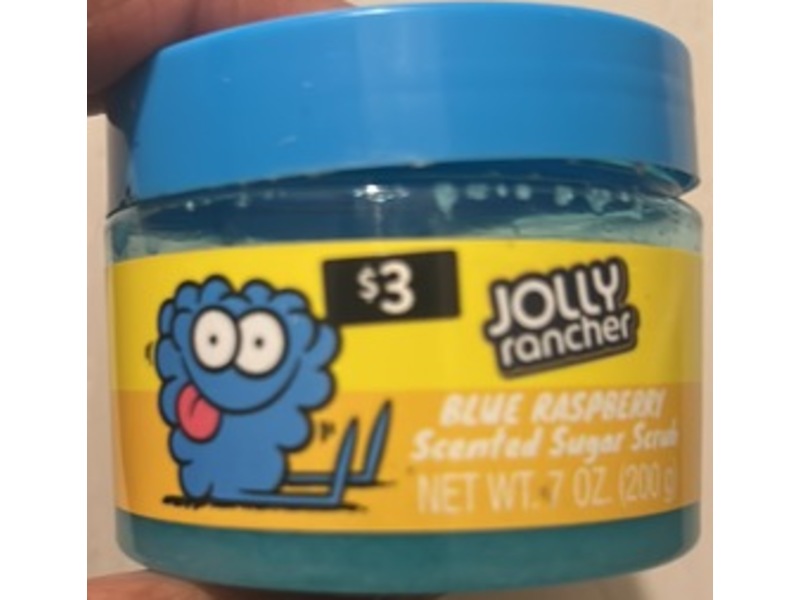 $3
JOLLY
rancher
BLUE RASPBERRY
Scented Sugar Scrub
NET WT. 7 OZ. (200 g)